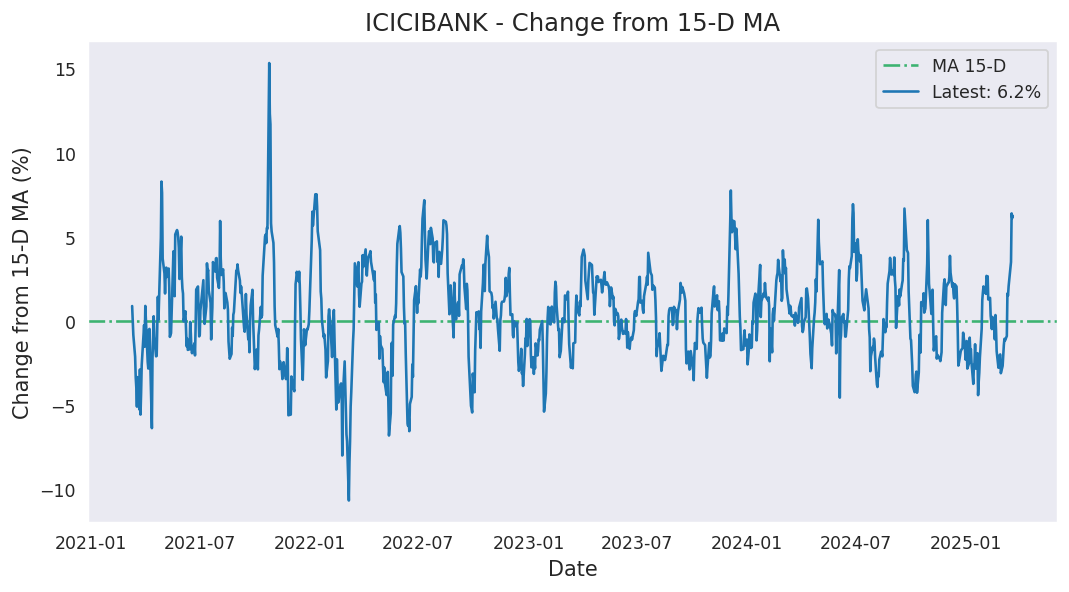 ICICIBANK - Change from 15-D MA
MA 15-D
Latest: 6.2%
Change from 15-D MA (%)
15
10
5
0
−5
−10
2021-01 2021-07 2022-01 2022-07 2023-01 2023-07 2024-01 2024-07 2025-01
Date